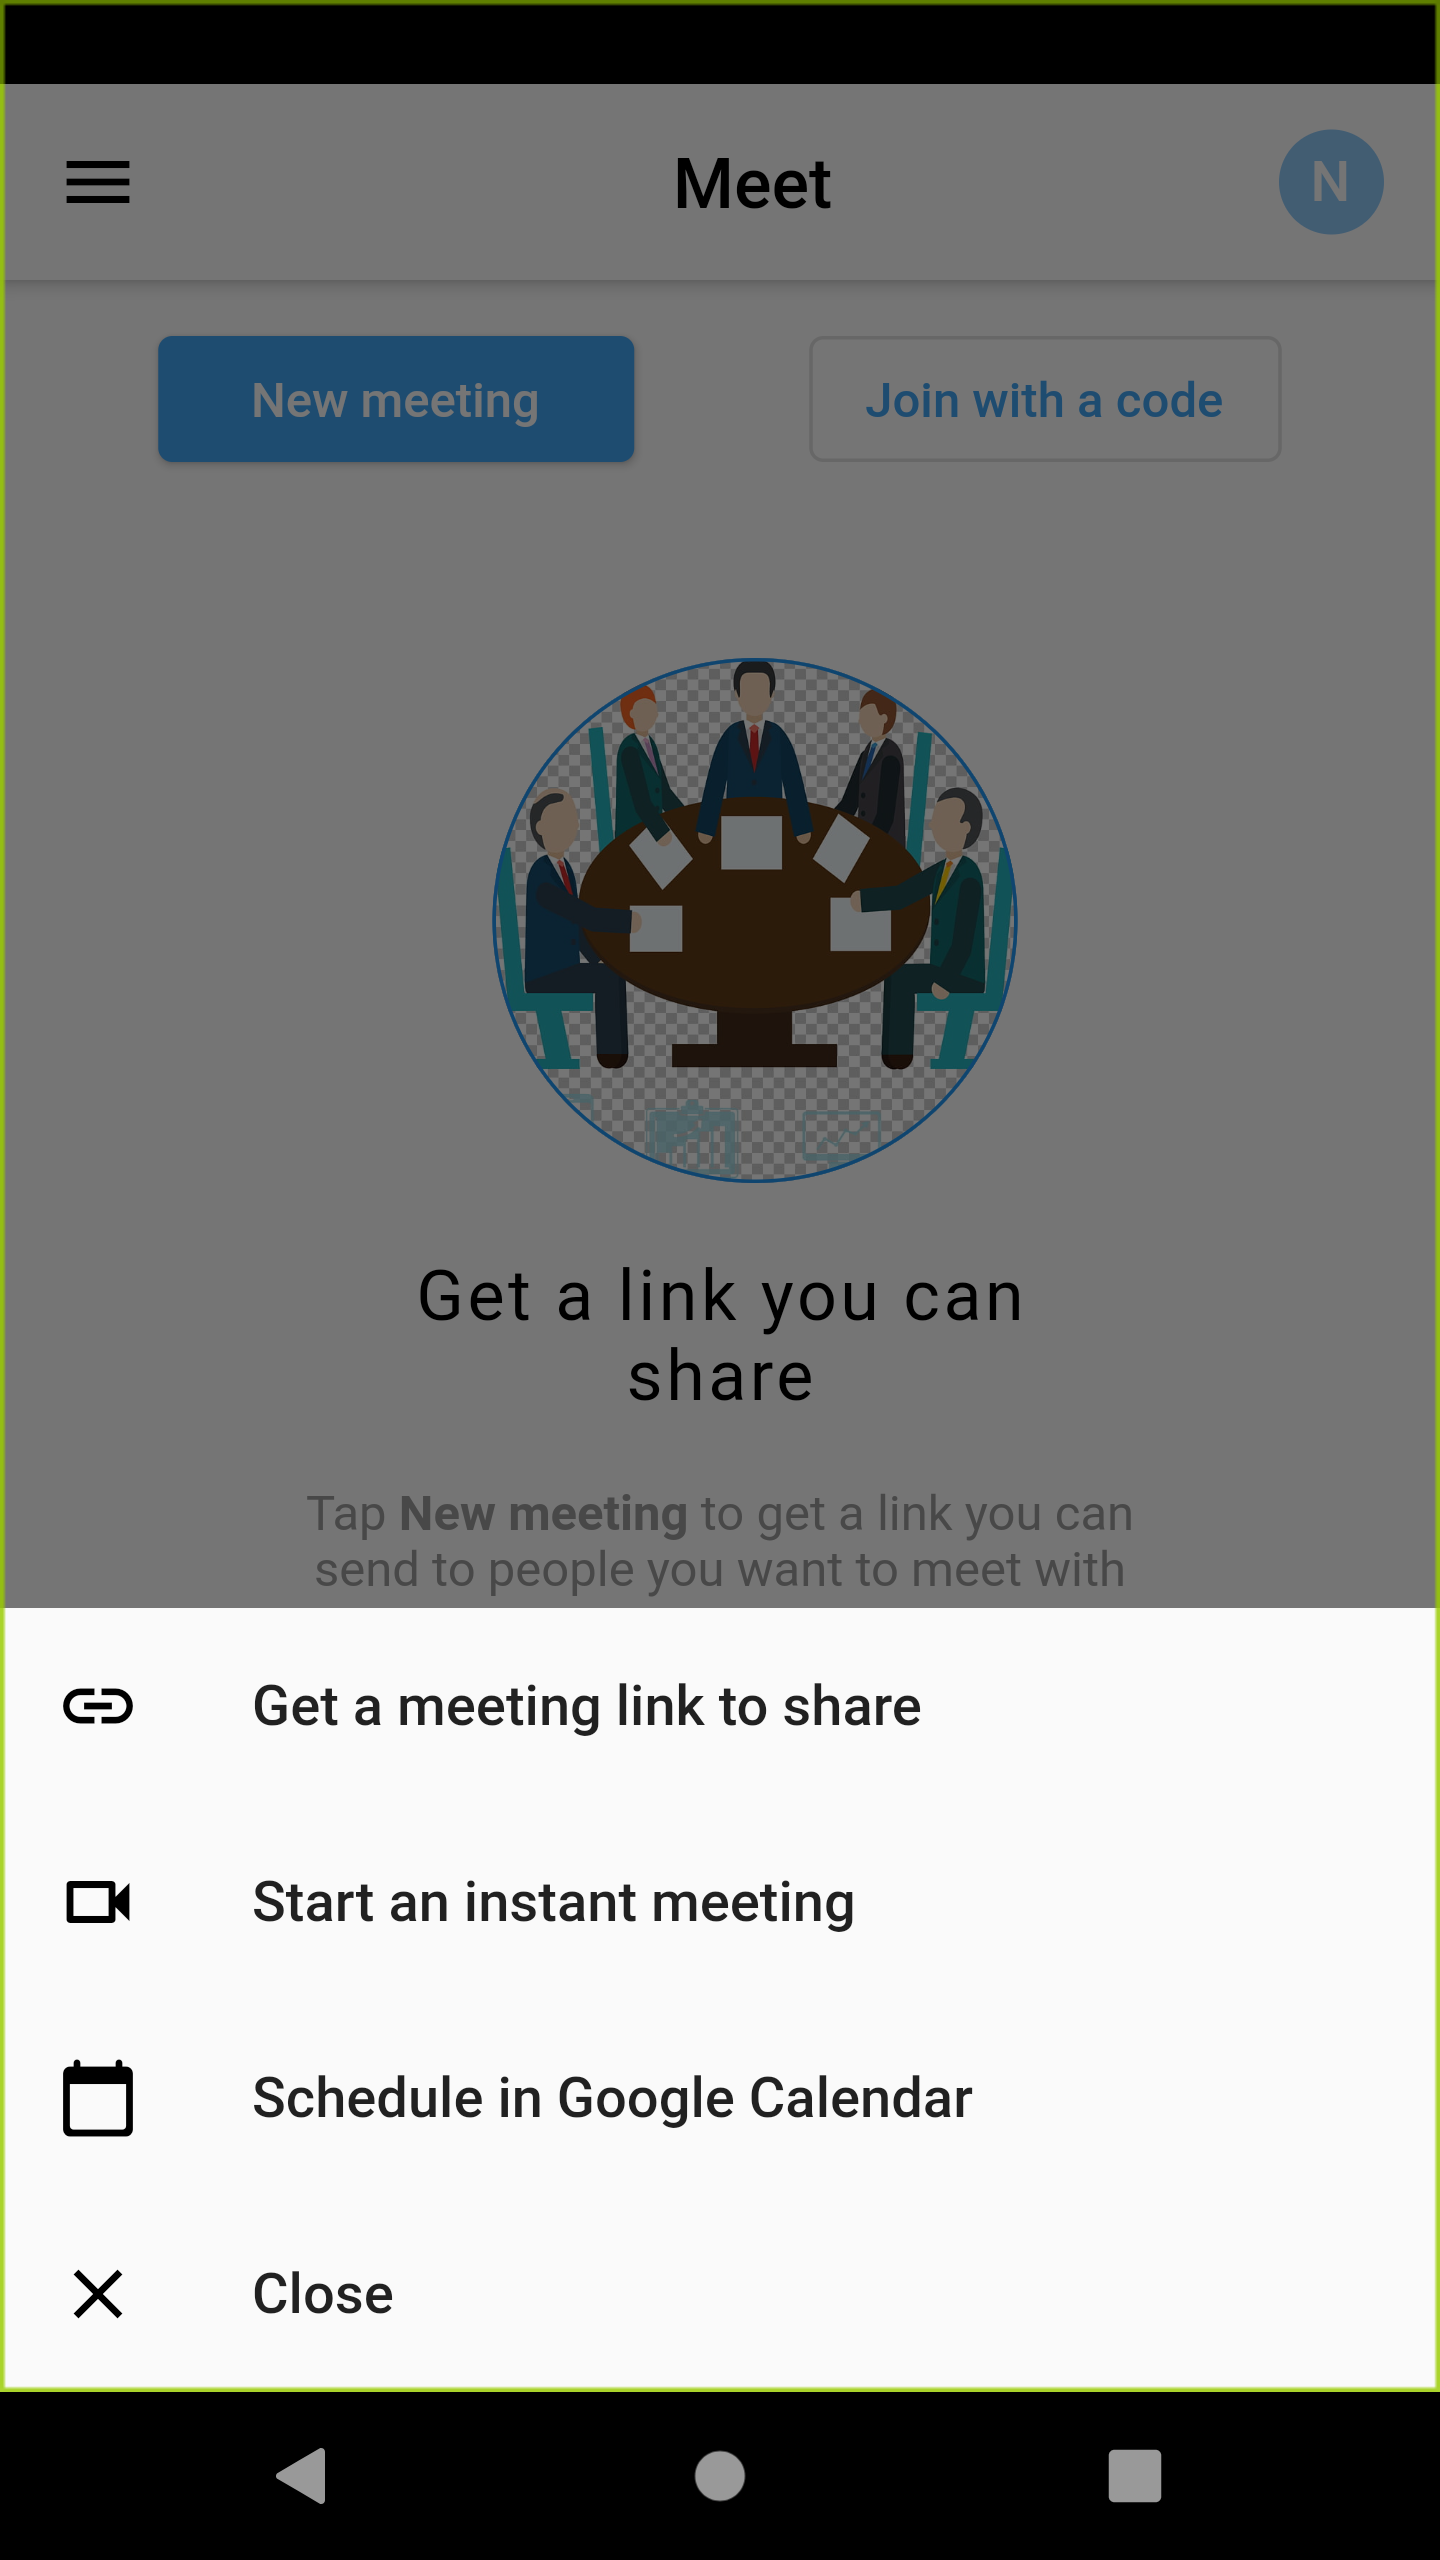 Meet
N
New meeting
Join with a code
Get a link you can
share
Tap New meeting to get a link you can
send to people you want to meet with
Get a meeting link to share
Start an instant meeting
Schedule in Google Calendar
Close